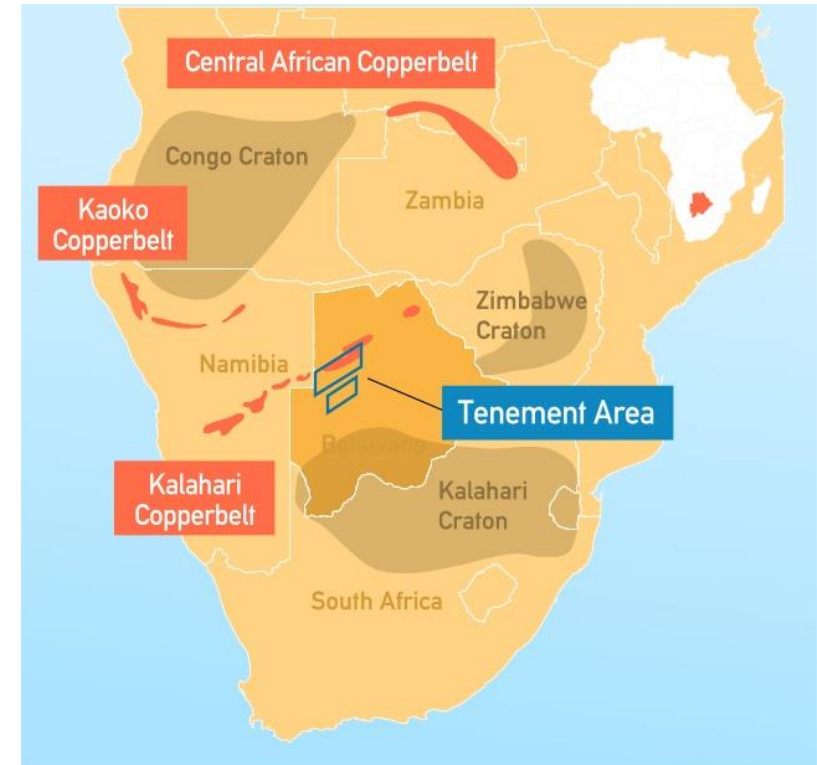 Central African Copperbelt
Congo Craton
Zambia
Kaoko
Copperbelt
Zimbabwe
Craton
Namibia
Tenement Area
Botswana
Kalahari
Copperbelt
Kalahari
Craton
South Africa